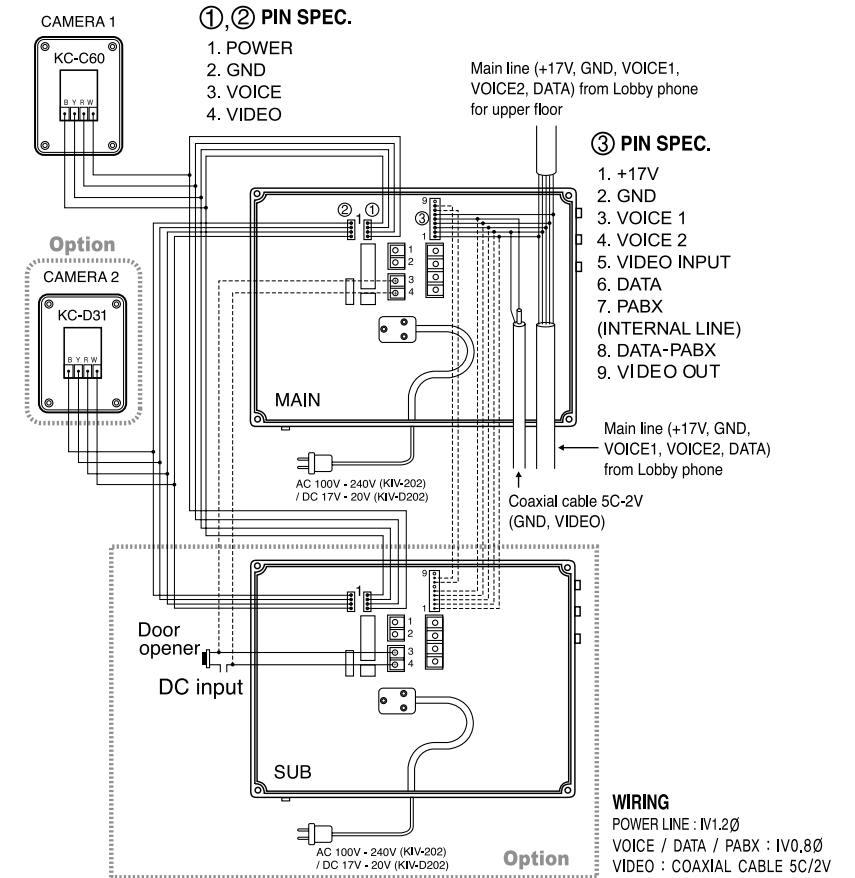 CAMERA 1
KC-C60
B Y R W
①,② PIN SPEC.
1. POWER
2. GND
3. VOICE
4. VIDEO
Main line (+17V, GND, VOICE1,
VOICE2, DATA) from Lobby phone
for upper floor
③ PIN SPEC.
1. +17V
2. GND
3. VOICE 1
4. VOICE 2
5. VIDEO INPUT
6. DATA
7. PABX
(INTERNAL LINE)
8. DATA-PABX
9. VIDEO OUT
Option
CAMERA 2
KC-D31
B Y R W
② 1 ①
9
③
1
1
2
3
4
MAIN
AC 100V - 240V (KIV-202)
/ DC 17V - 20V (KIV-D202)
Main line (+17V, GND,
VOICE1, VOICE2, DATA)
from Lobby phone
Coaxial cable 5C-2V
(GND, VIDEO)
1
9
1
1
2
3
4
Door
opener
DC input
SUB
AC 100V - 240V (KIV-202)
/ DC 17V - 20V (KIV-D202)
Option
WIRING
POWER LINE : IV1.2Ø
VOICE / DATA / PABX : IV0.8Ø
VIDEO : COAXIAL CABLE 5C/2V